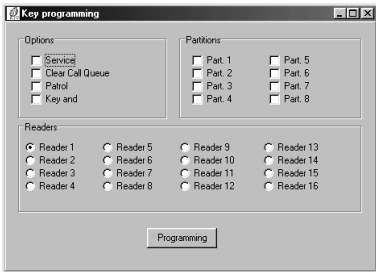 Key programming
Options
Service
Clear Call Queue
Patrol
Key and
Partitions
Part. 1 Part. 5
Part. 2 Part. 6
Part. 3 Part. 7
Part. 4 Part. 8
Readers
Reader 1 Reader 5 Reader 9 Reader 13
Reader 2 Reader 6 Reader 10 Reader 14
Reader 3 Reader 7 Reader 11 Reader 15
Reader 4 Reader 8 Reader 12 Reader 16
Programming